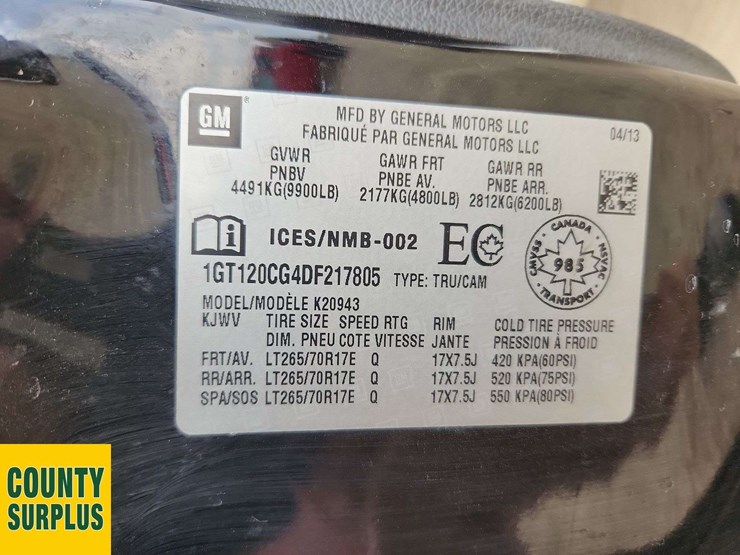 GM
MFD BY GENERAL MOTORS LLC
FABRIQUÉ PAR GENERAL MOTORS LLC
04/13
GVWR GAWR FRT GAWR RR
PNBV PNBE AV. PNBE ARR.
4491KG(9900LB) 2177KG(4800LB) 2812KG(6200LB)
ICES/NMB-002 EC
CANADA
CMVSS 985 NSVAC
TRANSPORT
1GT120CG4DF217805 TYPE: TRU/CAM
MODEL/MODÈLE K20943
KJWV TIRE SIZE SPEED RTG RIM COLD TIRE PRESSURE
DIM. PNEU COTE VITESSE JANTE PRESSION À FROID
FRT/AV. LT265/70R17E Q 17X7.5J 420 KPA(60PSI)
RR/ARR. LT265/70R17E Q 17X7.5J 520 KPA(75PSI)
SPA/SOS LT265/70R17E Q 17X7.5J 550 KPA(80PSI)
COUNTY
SURPLUS